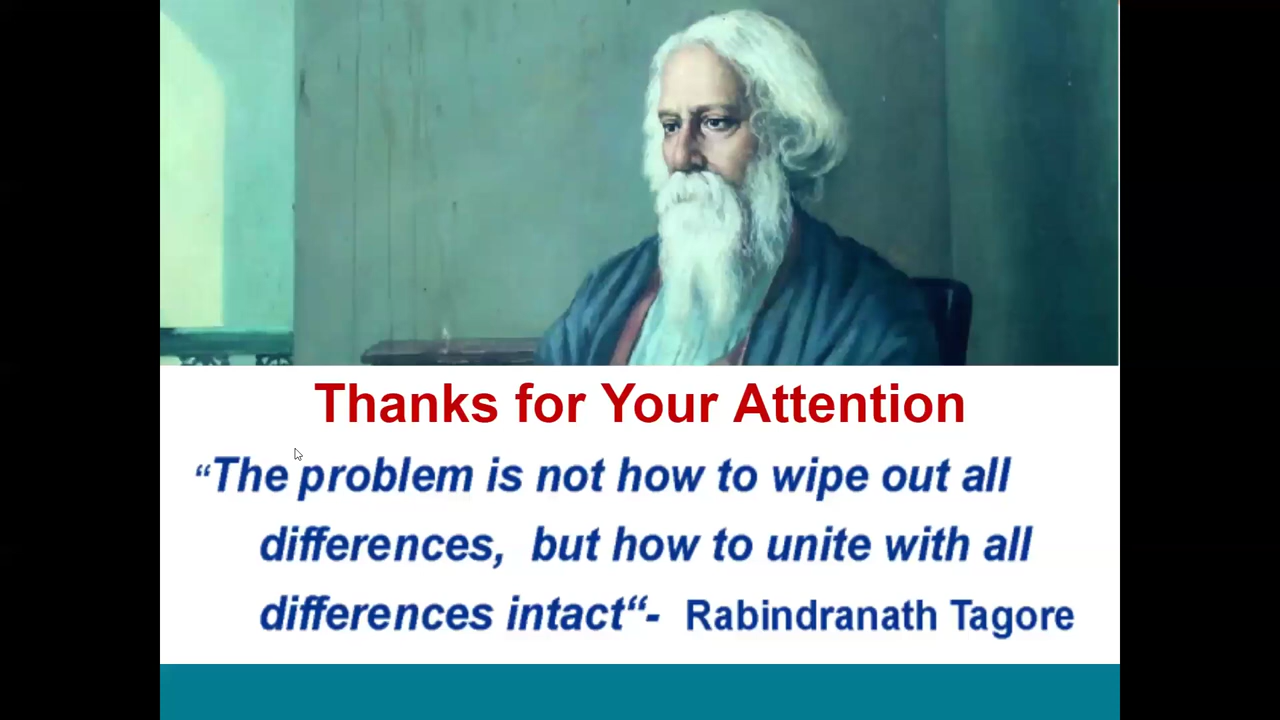 Thanks for Your Attention
“The problem is not how to wipe out all
differences, but how to unite with all
differences intact“- Rabindranath Tagore